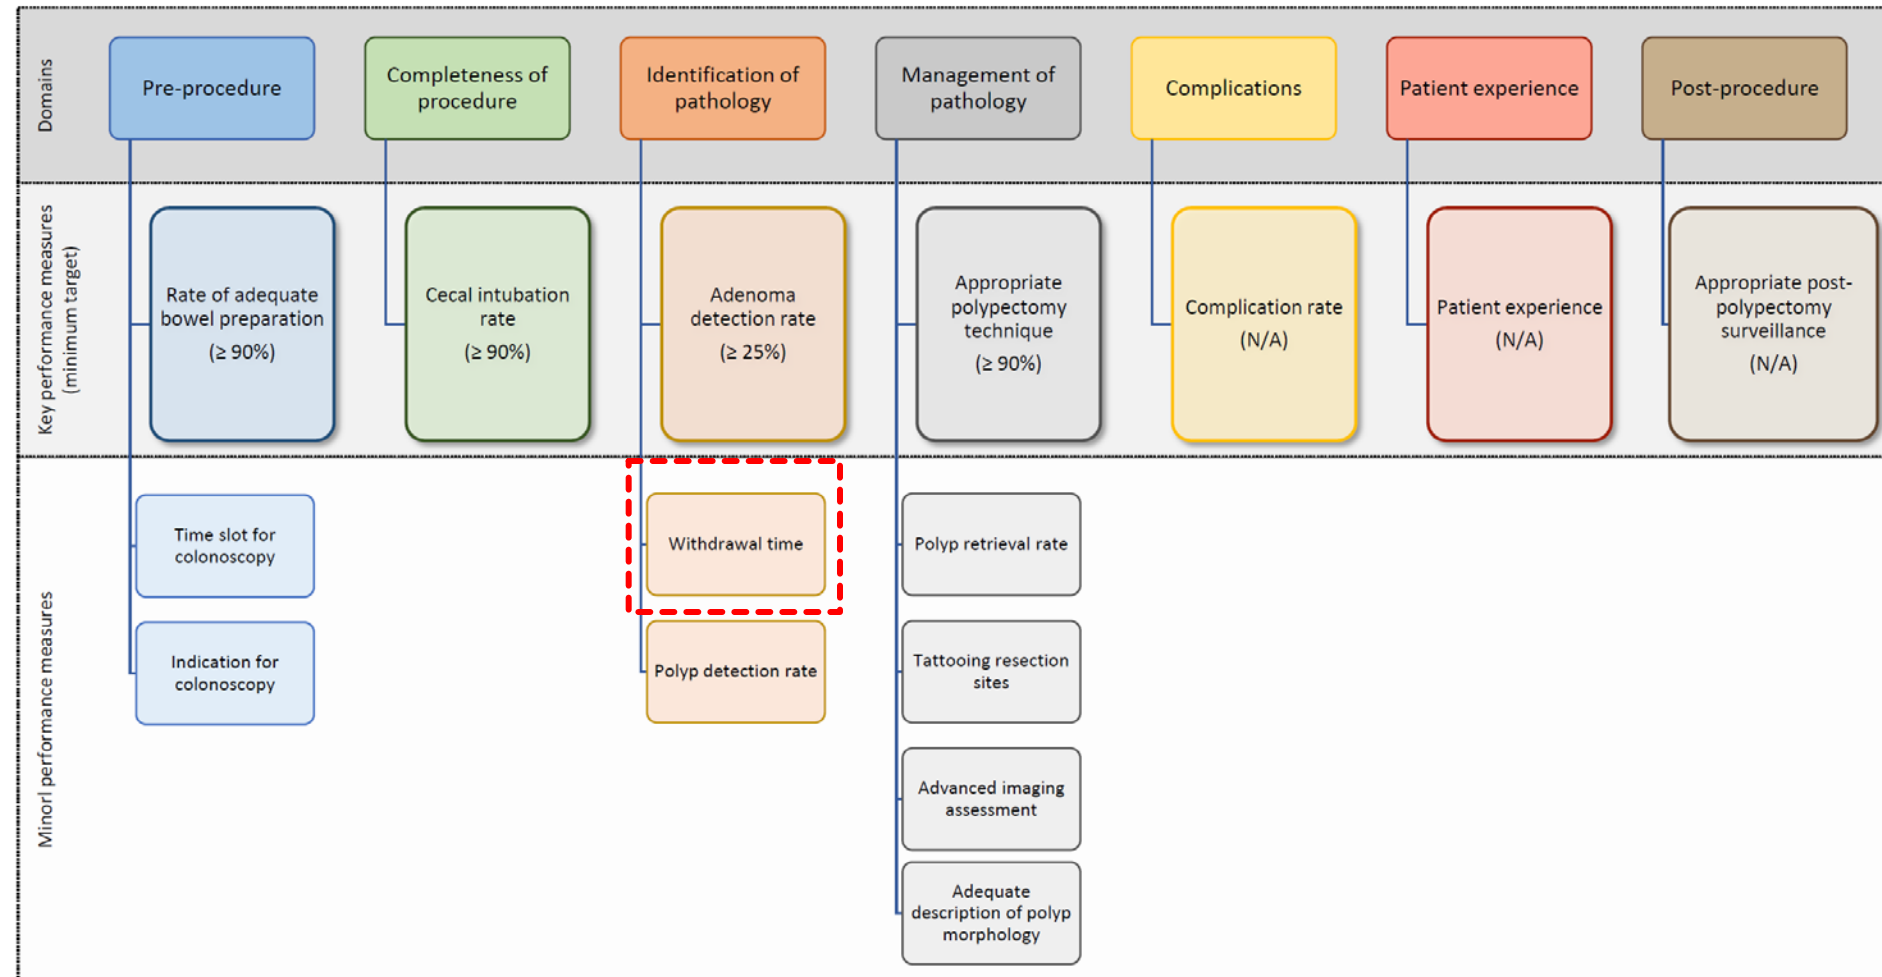 Domains
Pre-procedure
Completeness of
procedure
Identification of
pathology
Management of
pathology
Complications
Patient experience
Post-procedure
Key performance measures
(minimum target)
Rate of adequate
bowel preparation
(≥ 90%)
Cecal intubation
rate
(≥ 90%)
Adenoma
detection rate
(≥ 25%)
Appropriate
polypectomy
technique
(≥ 90%)
Complication rate
(N/A)
Patient experience
(N/A)
Appropriate post-
polypectomy
surveillance
(N/A)
Minorl performance measures
Time slot for
colonoscopy
Indication for
colonoscopy
Withdrawal time
Polyp detection rate
Polyp retrieval rate
Tattooing resection
sites
Advanced imaging
assessment
Adequate
description of polyp
morphology